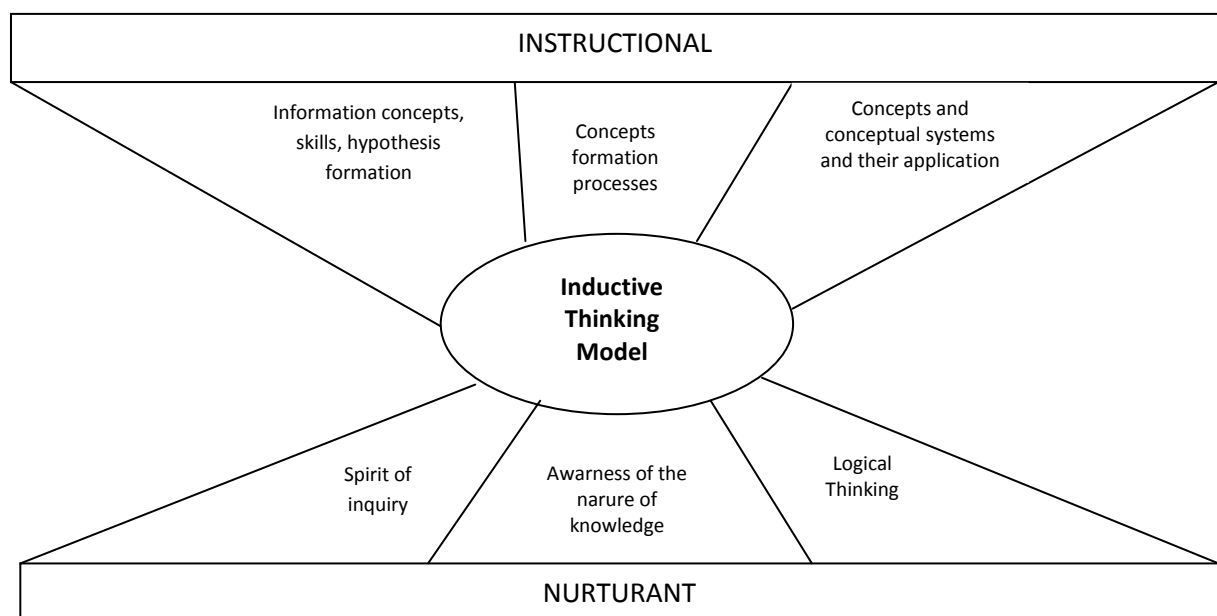 INSTRUCTIONAL
Information concepts,
skills, hypothesis
formation
Concepts
formation
processes
Concepts and
conceptual systems
and their application
Inductive
Thinking
Model
Spirit of
inquiry
Awarness of the
narure of
knowledge
Logical
Thinking
NURTURANT